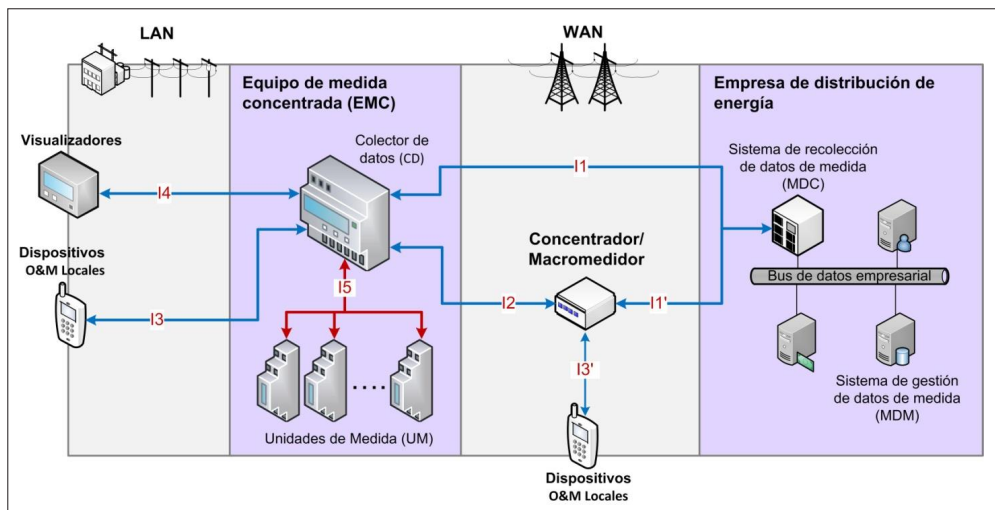 LAN
WAN
Equipo de medida
concentrada (EMC)
Empresa de distribución de
energía
Colector de
datos (CD)
Visualizadores
Sistema de recolección
de datos de medida
(MDC)
I1
I4
Dispositivos
O&M Locales
Concentrador/
Macromedidor
Bus de datos empresarial
I5
I2
I1'
I3
I3'
Unidades de Medida (UM)
Sistema de gestión
de datos de medida
(MDM)
Dispositivos
O&M Locales